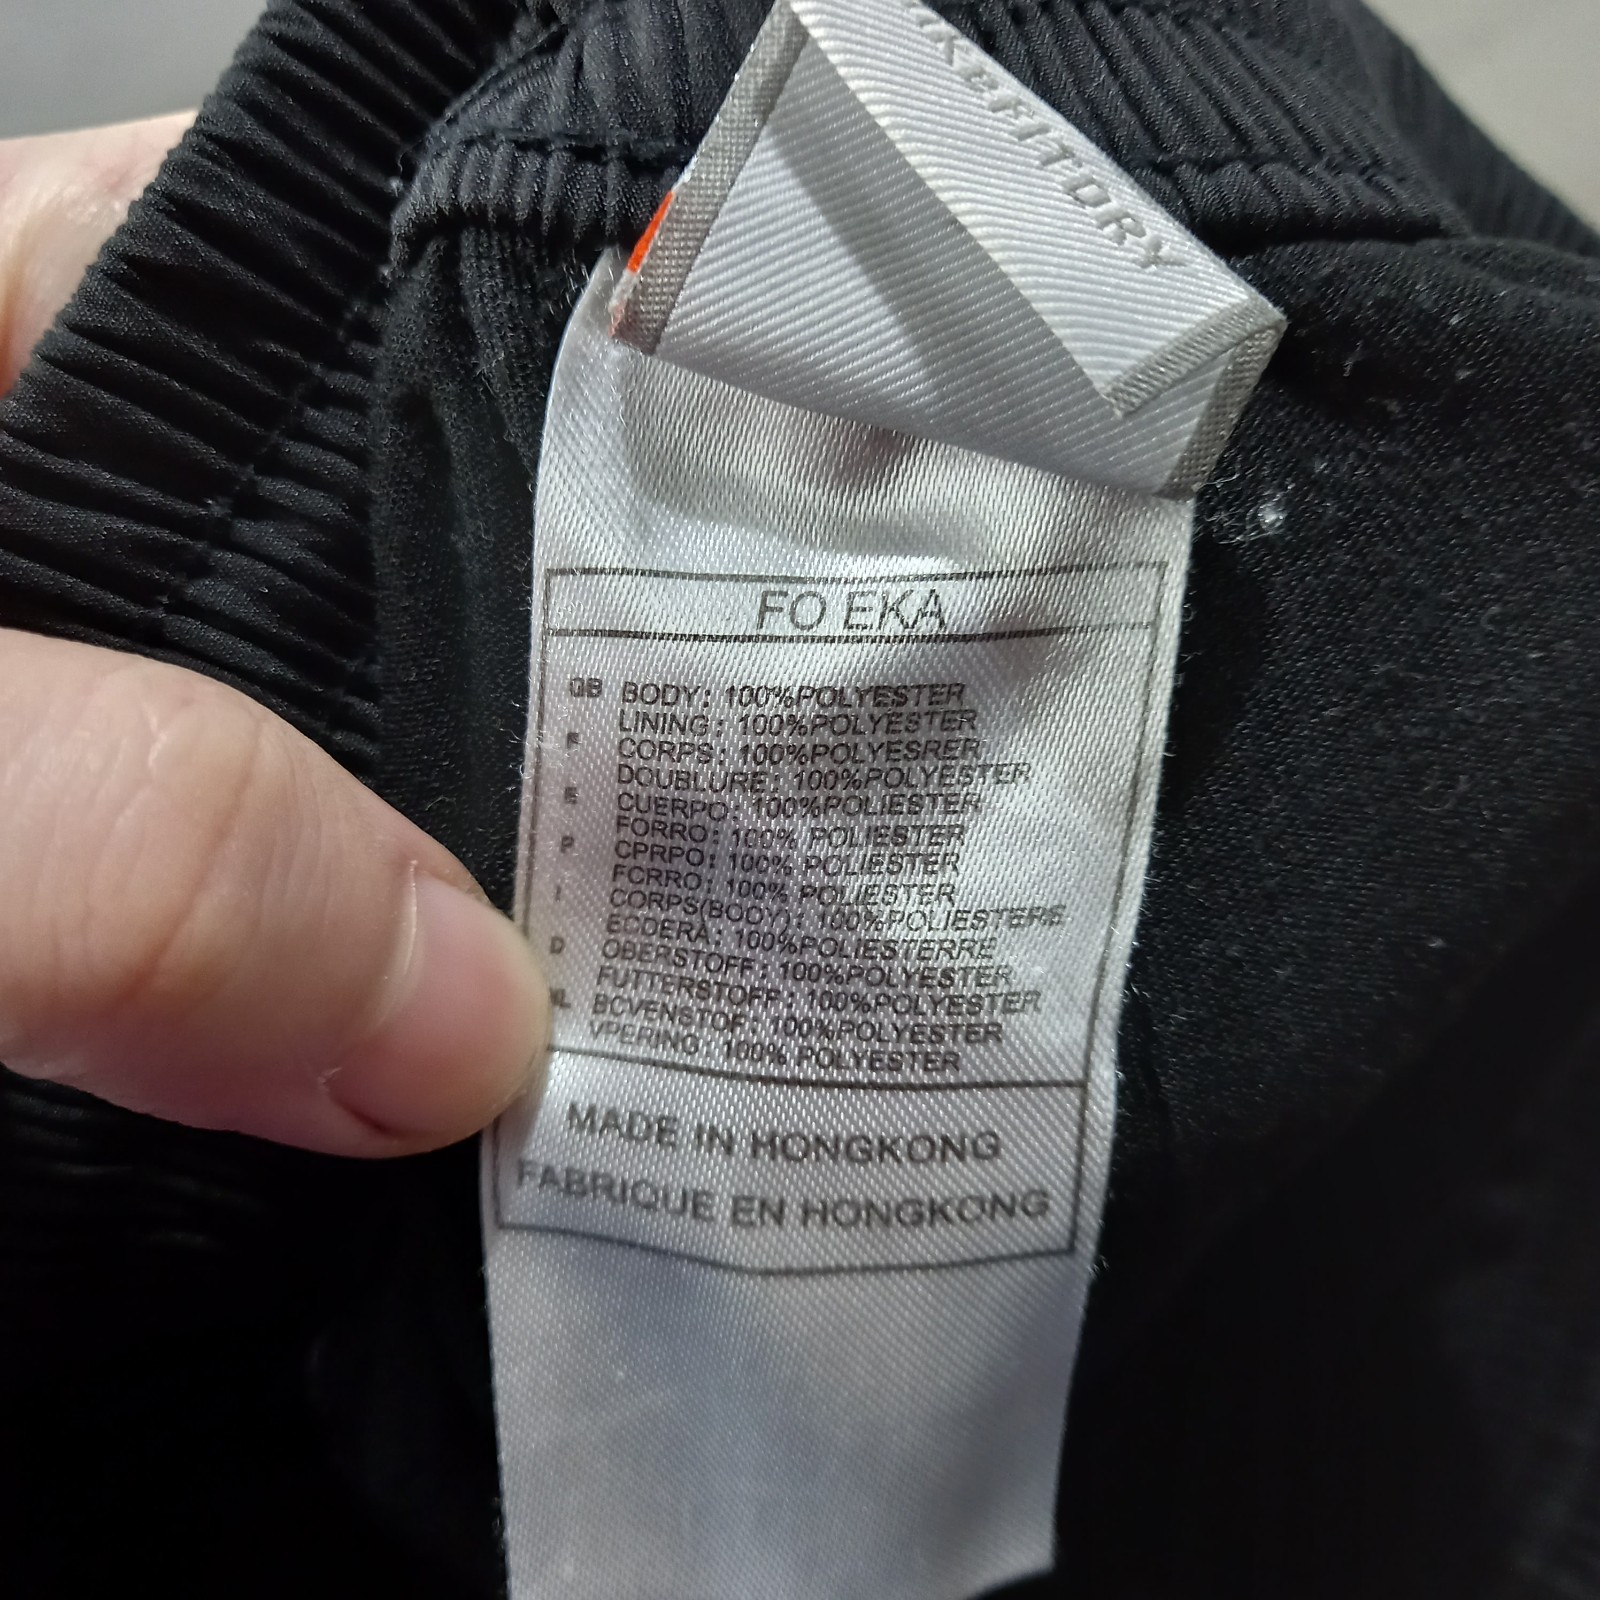 FO EKA
GB BODY: 100%POLYESTER
LINING: 100%POLYESTER
F CORPS: 100%POLYESRER
DOUBLURE: 100%POLYESTER
E CUERPO: 100%POLIESTER
FORRO: 100% POLIESTER
P CPRPO: 100% POLIESTER
FCRRO: 100% POLIESTER
I CORPS(BODY): 100%POLIESTERE
ECDERA: 100%POLIESTERRE
D OBERSTOFF: 100%POLYESTER
FUTTERSTOFF: 100%POLYESTER
BCVENSTOF: 100%POLYESTER
VPERING: 100% POLYESTER
MADE IN HONGKONG
FABRIQUE EN HONGKONG